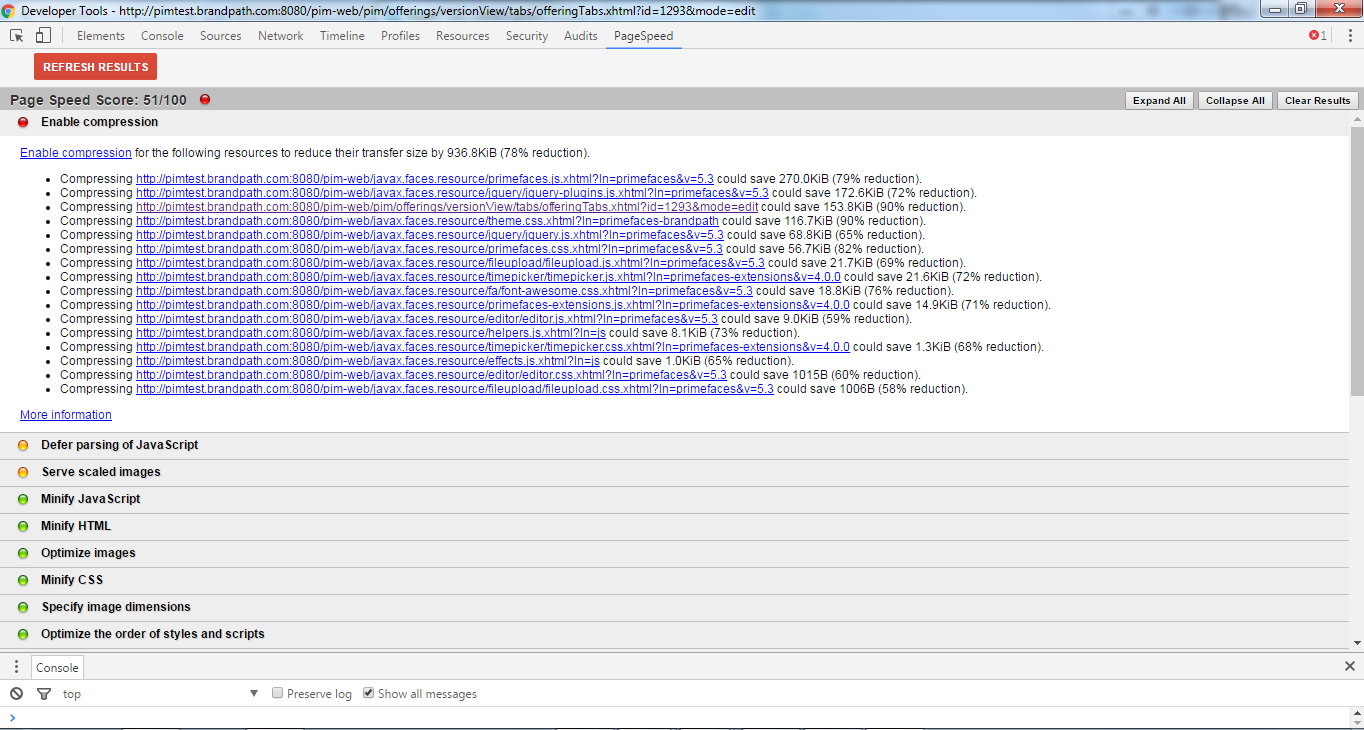 Developer Tools - http://pimtest.brandpath.com:8080/pim-web/pim/offerings/versionView/tabs/offeringTabs.xhtml?id=1293&mode=edit
Elements Console Sources Network Timeline Profiles Resources Security Audits PageSpeed 1
REFRESH RESULTS
Page Speed Score: 51/100 Expand All Collapse All Clear Results
Enable compression
Enable compression for the following resources to reduce their transfer size by 936.8KiB (78% reduction).
• Compressing http://pimtest.brandpath.com:8080/pim-web/javax.faces.resource/primefaces.js.xhtml?ln=primefaces&v=5.3 could save 270.0KiB (79% reduction).
• Compressing http://pimtest.brandpath.com:8080/pim-web/javax.faces.resource/jquery/jquery-plugins.js.xhtml?ln=primefaces&v=5.3 could save 172.6KiB (72% reduction).
• Compressing http://pimtest.brandpath.com:8080/pim-web/pim/offerings/versionView/tabs/offeringTabs.xhtml?id=1293&mode=edit could save 153.8KiB (90% reduction).
• Compressing http://pimtest.brandpath.com:8080/pim-web/javax.faces.resource/theme.css.xhtml?ln=primefaces-brandpath could save 116.7KiB (90% reduction).
• Compressing http://pimtest.brandpath.com:8080/pim-web/javax.faces.resource/jquery/jquery.js.xhtml?ln=primefaces&v=5.3 could save 68.8KiB (65% reduction).
• Compressing http://pimtest.brandpath.com:8080/pim-web/javax.faces.resource/primefaces.css.xhtml?ln=primefaces&v=5.3 could save 56.7KiB (82% reduction).
• Compressing http://pimtest.brandpath.com:8080/pim-web/javax.faces.resource/fileupload/fileupload.js.xhtml?ln=primefaces&v=5.3 could save 21.7KiB (69% reduction).
• Compressing http://pimtest.brandpath.com:8080/pim-web/javax.faces.resource/timepicker/timepicker.js.xhtml?ln=primefaces-extensions&v=4.0.0 could save 21.6KiB (72% reduction).
• Compressing http://pimtest.brandpath.com:8080/pim-web/javax.faces.resource/fa/font-awesome.css.xhtml?ln=primefaces&v=5.3 could save 18.8KiB (76% reduction).
• Compressing http://pimtest.brandpath.com:8080/pim-web/javax.faces.resource/primefaces-extensions.js.xhtml?ln=primefaces-extensions&v=4.0.0 could save 14.9KiB (71% reduction).
• Compressing http://pimtest.brandpath.com:8080/pim-web/javax.faces.resource/editor/editor.js.xhtml?ln=primefaces&v=5.3 could save 9.0KiB (59% reduction).
• Compressing http://pimtest.brandpath.com:8080/pim-web/javax.faces.resource/helpers.js.xhtml?ln=js could save 8.1KiB (73% reduction).
• Compressing http://pimtest.brandpath.com:8080/pim-web/javax.faces.resource/timepicker/timepicker.css.xhtml?ln=primefaces-extensions&v=4.0.0 could save 1.3KiB (68% reduction).
• Compressing http://pimtest.brandpath.com:8080/pim-web/javax.faces.resource/effects.js.xhtml?ln=js could save 1.0KiB (65% reduction).
• Compressing http://pimtest.brandpath.com:8080/pim-web/javax.faces.resource/editor/editor.css.xhtml?ln=primefaces&v=5.3 could save 1015B (60% reduction).
• Compressing http://pimtest.brandpath.com:8080/pim-web/javax.faces.resource/fileupload/fileupload.css.xhtml?ln=primefaces&v=5.3 could save 1006B (58% reduction).
More information
Defer parsing of JavaScript
Serve scaled images
Minify JavaScript
Minify HTML
Optimize images
Minify CSS
Specify image dimensions
Optimize the order of styles and scripts
Console
top Preserve log Show all messages